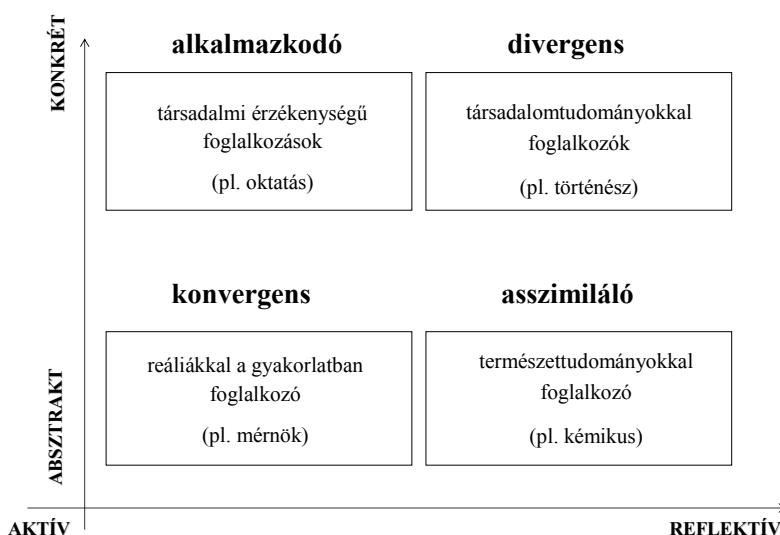 KONKRÉT
alkalmazkodó
divergens
társadalmi érzékenységű
foglalkozások
(pl. oktatás)
társadalomtudományokkal
foglalkozók
(pl. történész)
konvergens
asszimiláló
reáliákkal a gyakorlatban
foglalkozó
(pl. mérnök)
természettudományokkal
foglalkozó
(pl. kémikus)
ABSZTRAKT
AKTÍV
REFLEKTÍV